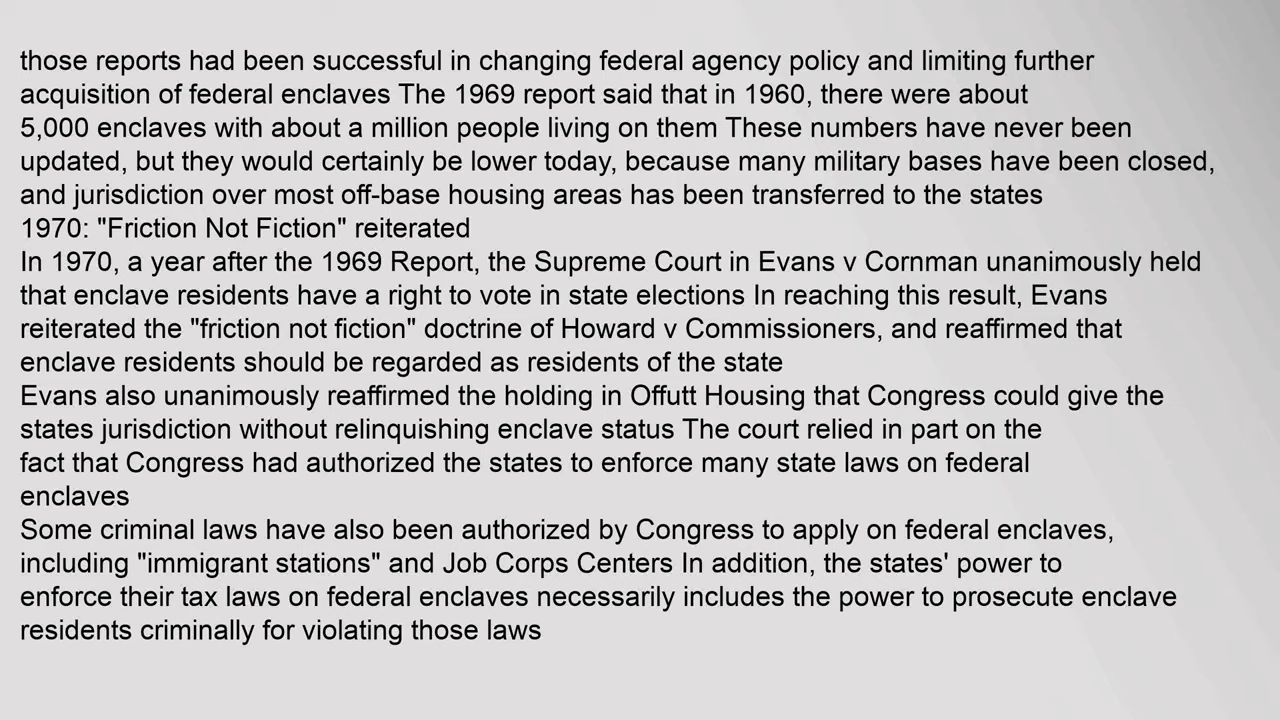 those reports had been successful in changing federal agency policy and limiting further
acquisition of federal enclaves The 1969 report said that in 1960, there were about
5,000 enclaves with about a million people living on them These numbers have never been
updated, but they would certainly be lower today, because many military bases have been closed,
and jurisdiction over most off-base housing areas has been transferred to the states
1970: "Friction Not Fiction" reiterated
In 1970, a year after the 1969 Report, the Supreme Court in Evans v Cornman unanimously held
that enclave residents have a right to vote in state elections In reaching this result, Evans
reiterated the "friction not fiction" doctrine of Howard v Commissioners, and reaffirmed that
enclave residents should be regarded as residents of the state
Evans also unanimously reaffirmed the holding in Offutt Housing that Congress could give the
states jurisdiction without relinquishing enclave status The court relied in part on the
fact that Congress had authorized the states to enforce many state laws on federal
enclaves
Some criminal laws have also been authorized by Congress to apply on federal enclaves,
including "immigrant stations" and Job Corps Centers In addition, the states' power to
enforce their tax laws on federal enclaves necessarily includes the power to prosecute enclave
residents criminally for violating those laws